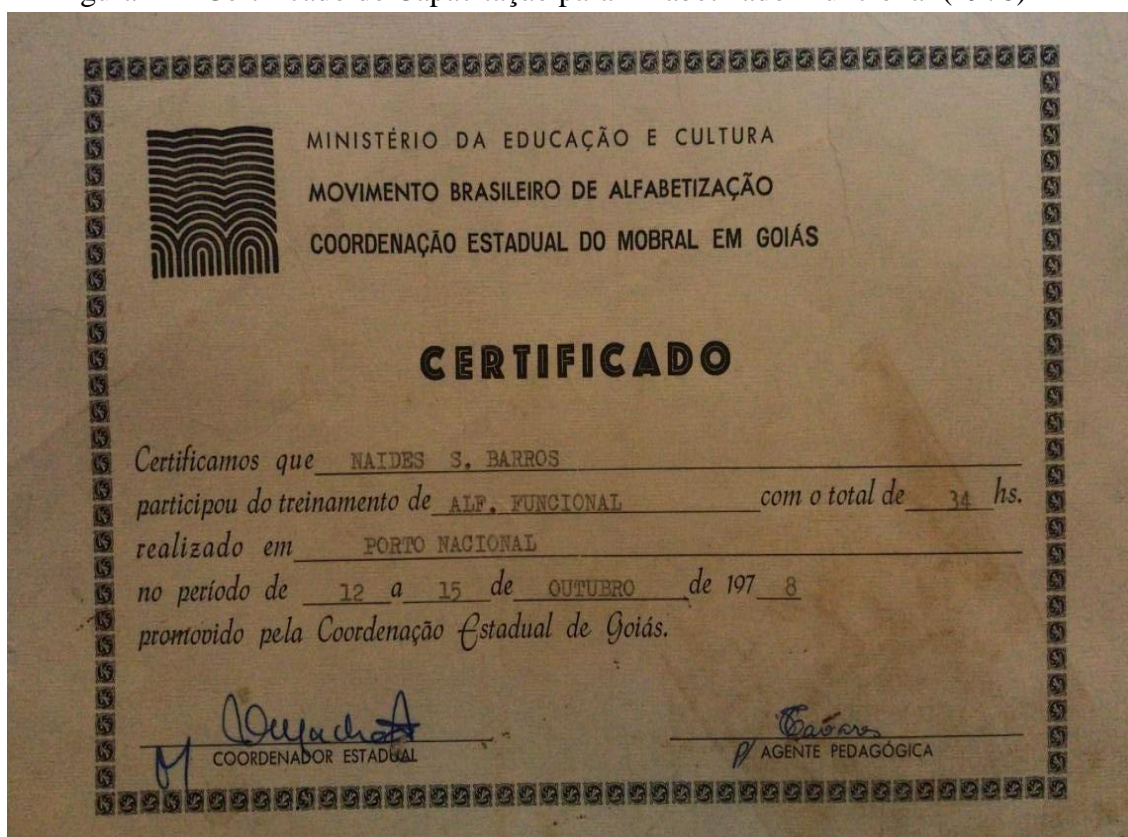 MINISTÉRIO DA EDUCAÇÃO E CULTURA
MOVIMENTO BRASILEIRO DE ALFABETIZAÇÃO
COORDENAÇÃO ESTADUAL DO MOBRAL EM GOIÁS
CERTIFICADO
Certificamos que NAIDES S. BARROS
participou do treinamento de ALF. FUNCIONAL com o total de 34 hs.
realizado em PORTO NACIONAL
no período de 12 a 15 de OUTUBRO de 197 8
promovido pela Coordenação Estadual de Goiás.
COORDENADOR ESTADUAL
P/ AGENTE PEDAGÓGICA